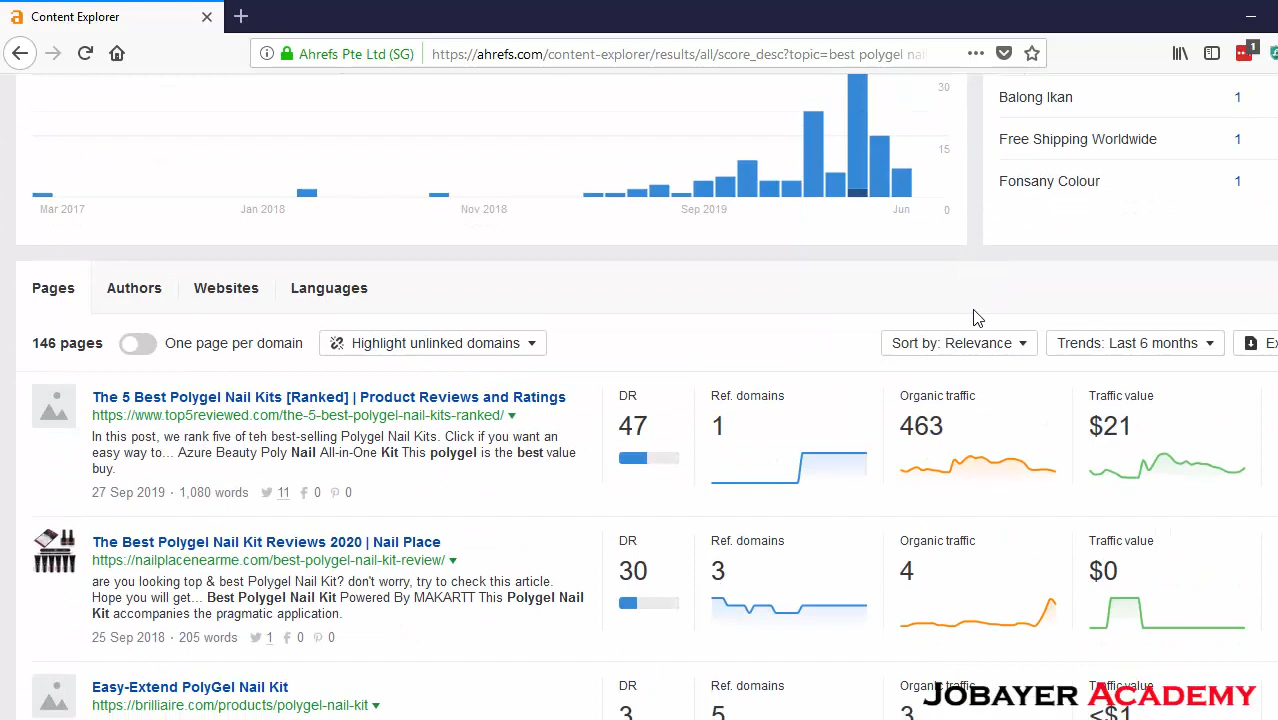 Content Explorer
Ahrefs Pte Ltd (SG) https://ahrefs.com/content-explorer/results/all/score_desc?topic=best polygel nai
1
30
15
0
Mar 2017 Jan 2018 Nov 2018 Sep 2019 Jun
Balong Ikan 1
Free Shipping Worldwide 1
Fonsany Colour 1
Pages Authors Websites Languages
146 pages One page per domain Highlight unlinked domains Sort by: Relevance Trends: Last 6 months Ex
The 5 Best Polygel Nail Kits [Ranked] | Product Reviews and Ratings
https://www.top5reviewed.com/the-5-best-polygel-nail-kits-ranked/
In this post, we rank five of teh best-selling Polygel Nail Kits. Click if you want an
easy way to... Azure Beauty Poly Nail All-in-One Kit This polygel is the best value
buy.
27 Sep 2019 · 1,080 words 11 0 0
DR Ref. domains Organic traffic Traffic value
47 1 463 $21
The Best Polygel Nail Kit Reviews 2020 | Nail Place
https://nailplacenearme.com/best-polygel-nail-kit-review/
are you looking top & best Polygel Nail Kit? don't worry, try to check this article.
Hope you will get... Best Polygel Nail Kit Powered By MAKARTT This Polygel Nail
Kit accompanies the pragmatic application.
25 Sep 2018 · 205 words 1 0 0
DR Ref. domains Organic traffic Traffic value
30 3 4 $0
Easy-Extend PolyGel Nail Kit
https://brilliaire.com/products/polygel-nail-kit
DR Ref. domains Organic traffic Traffic value
3 5 3 <$1
JOBAYER ACADEMY